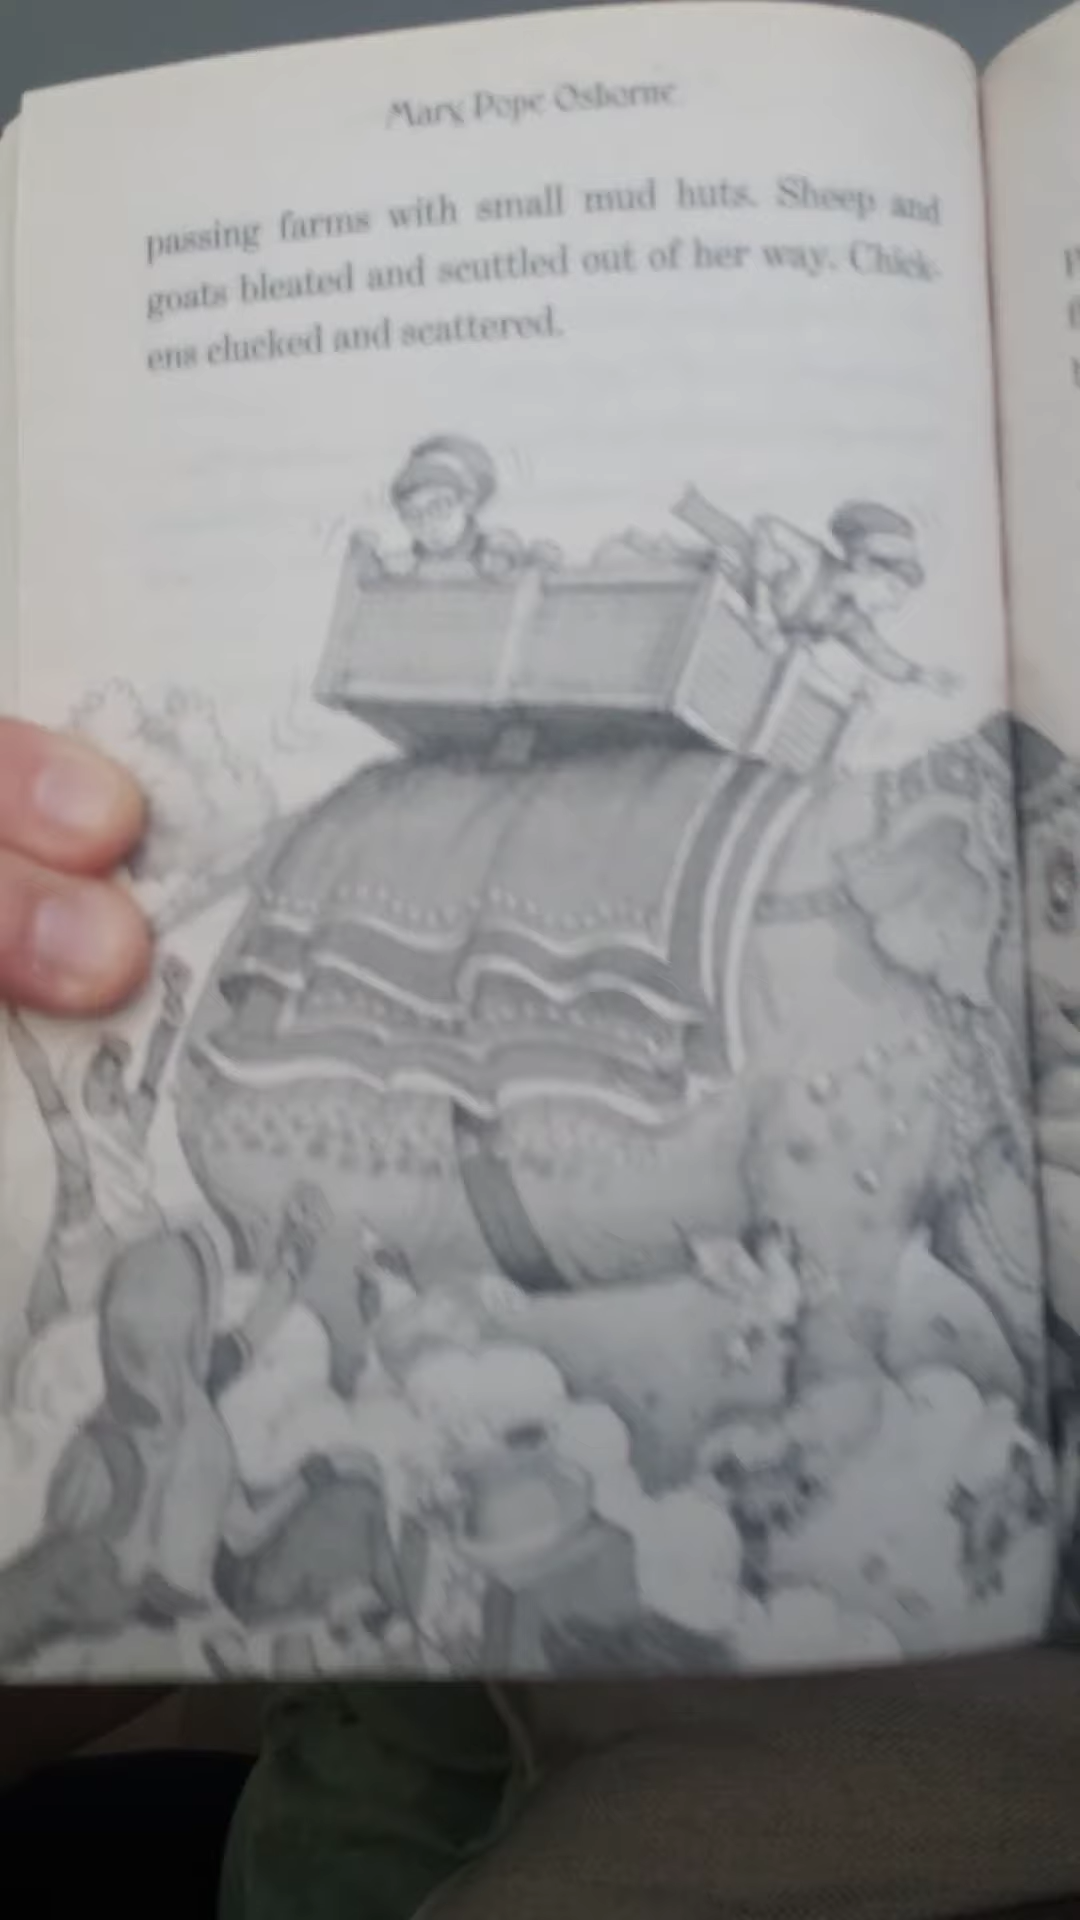 Mary Pope Osborne
passing farms with small mud huts. Sheep and
goats bleated and scuttled out of her way. Chick-
ens clucked and scattered.